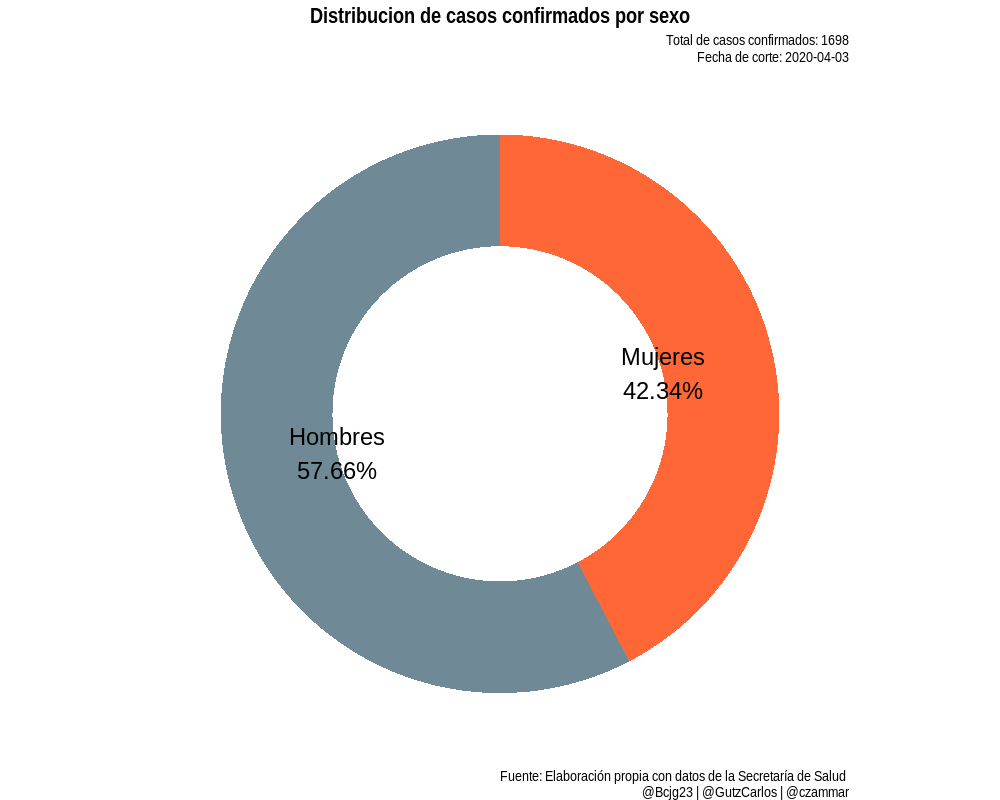 Distribucion de casos confirmados por sexo
Total de casos confirmados: 1698
Fecha de corte: 2020-04-03
Mujeres
42.34%
Hombres
57.66%
Fuente: Elaboración propia con datos de la Secretaría de Salud
@Bcjg23 | @GutzCarlos | @czammar